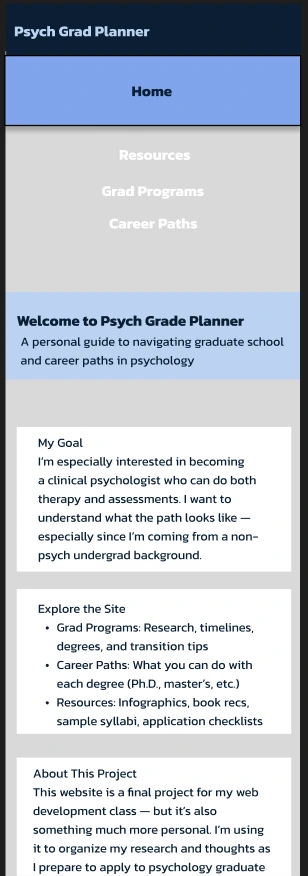 Psych Grad Planner
Home
Resources
Grad Programs
Career Paths
Welcome to Psych Grade Planner
A personal guide to navigating graduate school
and career paths in psychology
My Goal
I'm especially interested in becoming
a clinical psychologist who can do both
therapy and assessments. I want to
understand what the path looks like —
especially since I'm coming from a non-
psych undergrad background.
Explore the Site
• Grad Programs: Research, timelines,
degrees, and transition tips
• Career Paths: What you can do with
each degree (Ph.D., master's, etc.)
• Resources: Infographics, book recs,
sample syllabi, application checklists
About This Project
This website is a final project for my web
development class — but it's also
something much more personal. I'm using
it to organize my research and thoughts as
I prepare to apply to psychology graduate